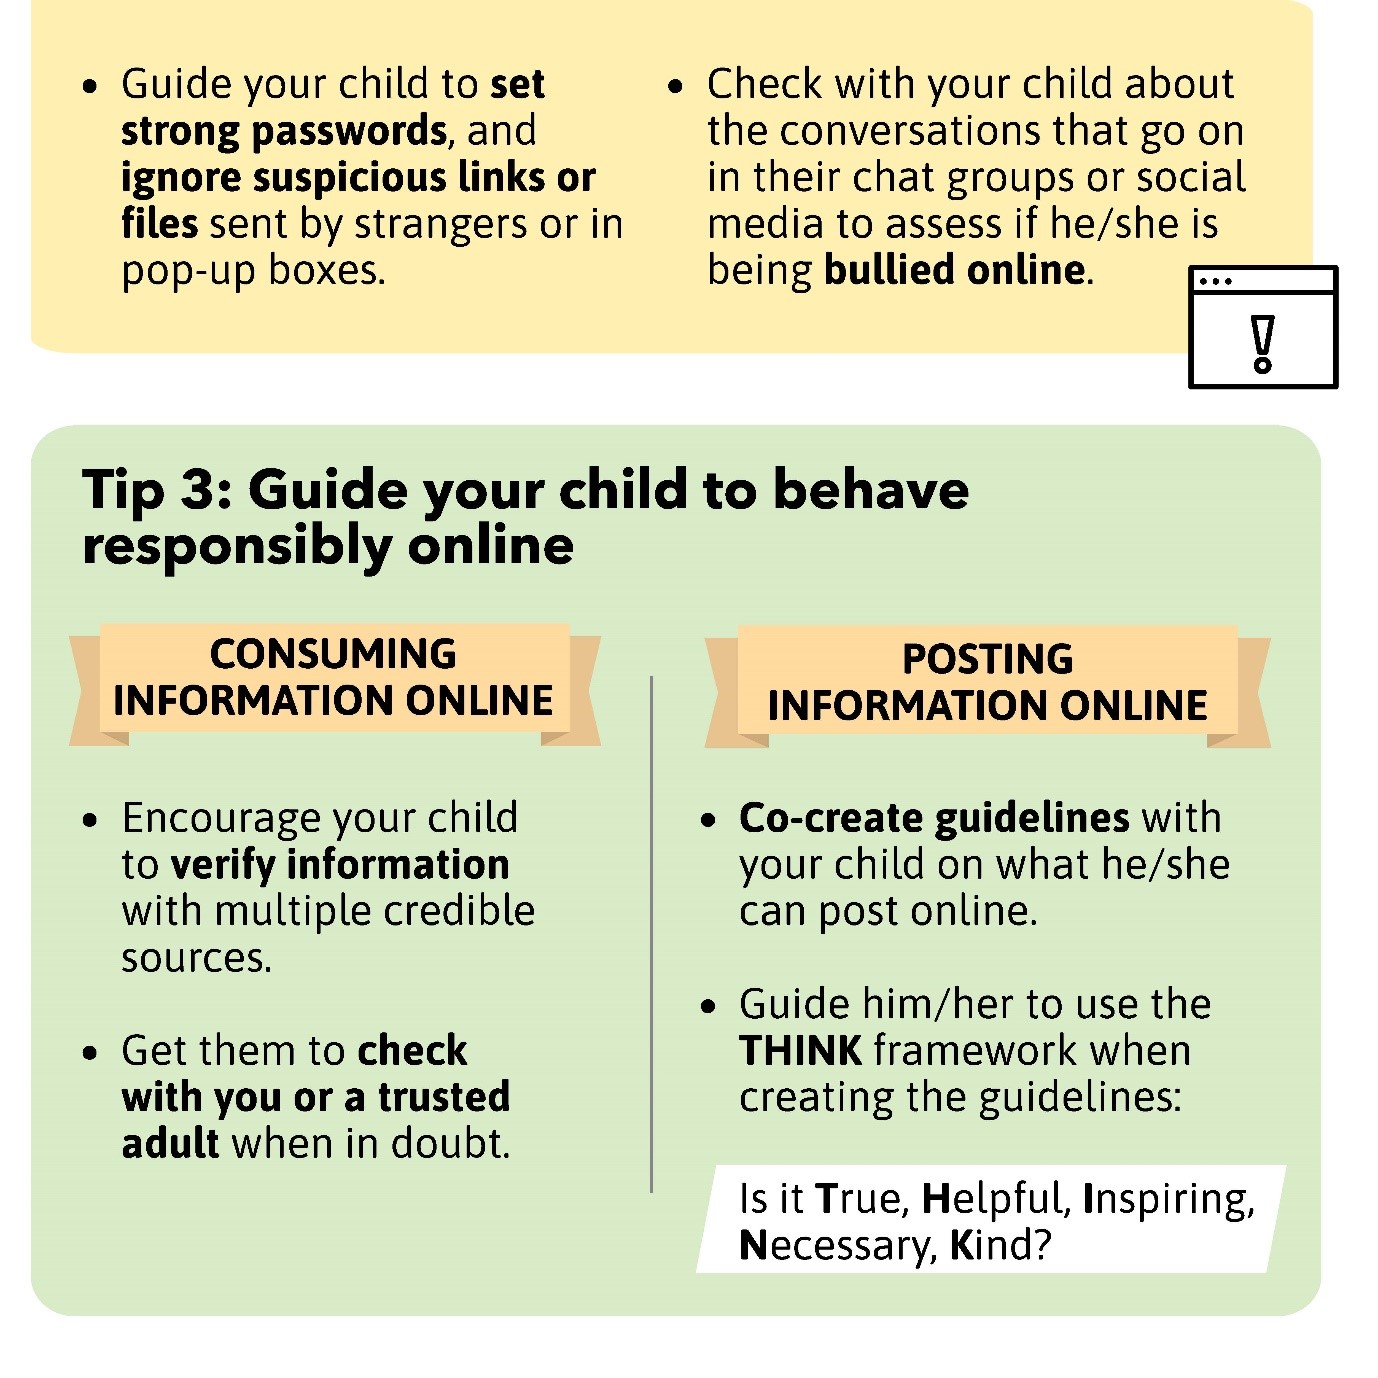 • Guide your child to set
strong passwords, and
ignore suspicious links or
files sent by strangers or in
pop-up boxes.
• Check with your child about
the conversations that go on
in their chat groups or social
media to assess if he/she is
being bullied online.
!
Tip 3: Guide your child to behave
responsibly online
CONSUMING
INFORMATION ONLINE
• Encourage your child
to verify information
with multiple credible
sources.
• Get them to check
with you or a trusted
adult when in doubt.
POSTING
INFORMATION ONLINE
• Co-create guidelines with
your child on what he/she
can post online.
• Guide him/her to use the
THINK framework when
creating the guidelines:
Is it True, Helpful, Inspiring,
Necessary, Kind?